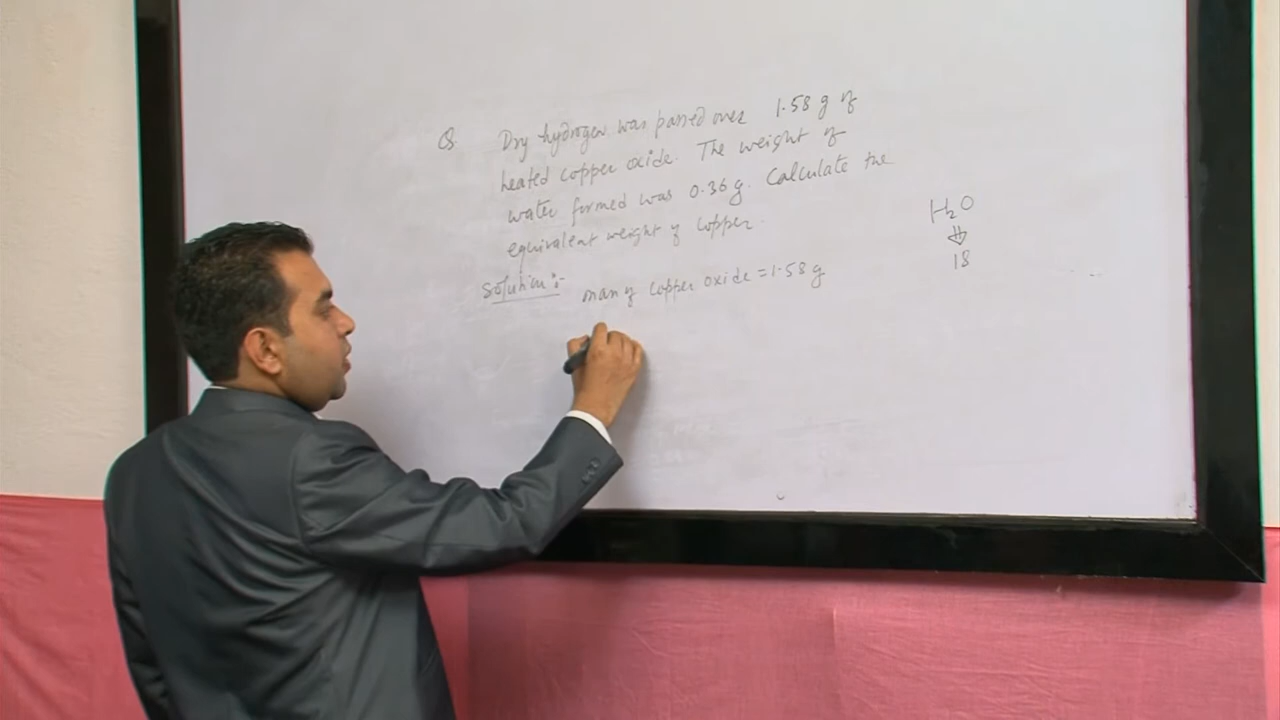 Q. Dry hydrogen was passed over 1.58 g of
heated copper oxide. The weight of
water formed was 0.36 g. Calculate the
equivalent weight of copper.
Solution:-
mass of copper oxide = 1.58 g
H2O
⇓
18